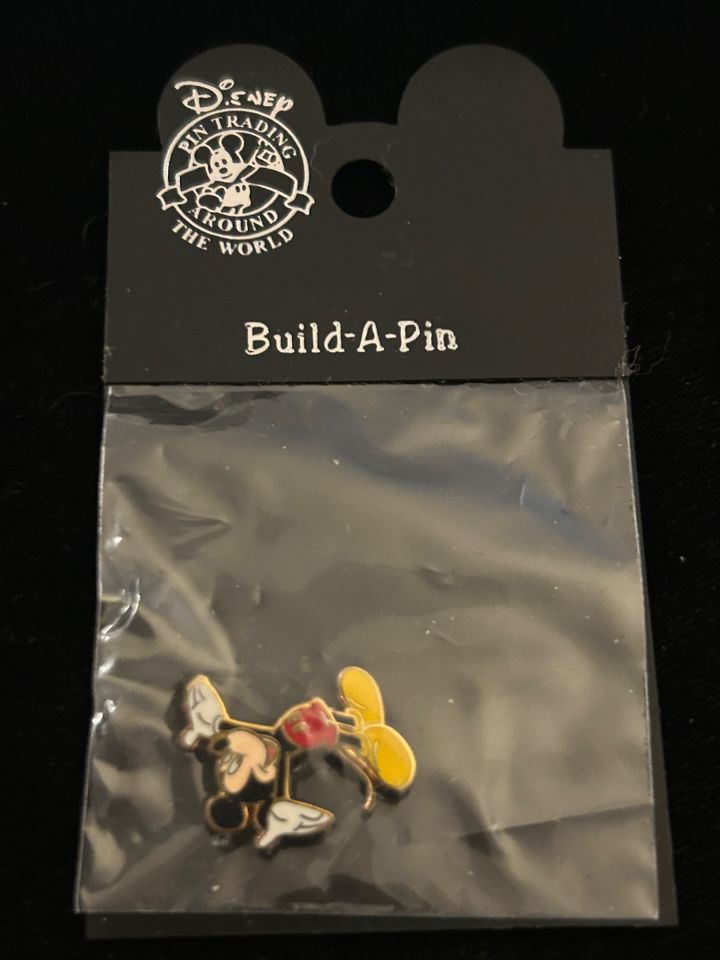 Disney
PIN TRADING
AROUND
THE WORLD
Build-A-Pin